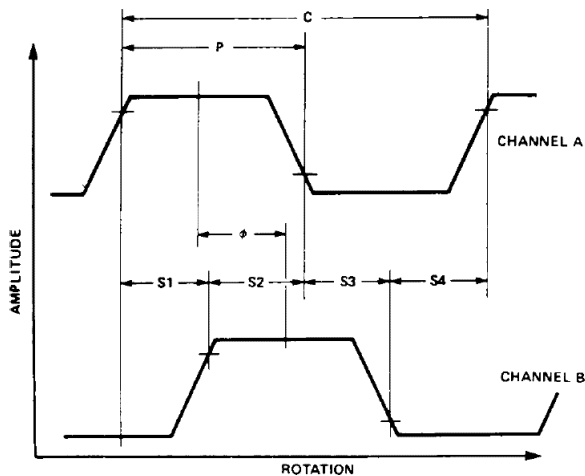 C
P
CHANNEL A
AMPLITUDE
ϕ
S1 S2 S3 S4
CHANNEL B
ROTATION